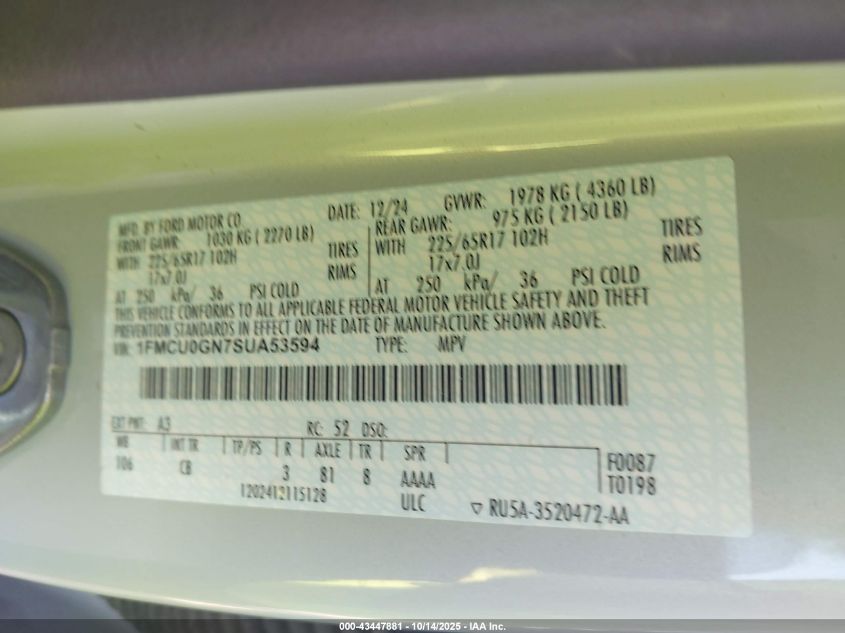 MFD. BY FORD MOTOR CO.
DATE: 12/24 GVWR: 1978 KG ( 4360 LB)
FRONT GAWR: 1030 KG ( 2270 LB) REAR GAWR: 975 KG ( 2150 LB)
WITH 225/65R17 102H TIRES WITH 225/65R17 102H TIRES
17x7.0J RIMS 17x7.0J RIMS
AT 250 kPa/ 36 PSI COLD AT 250 kPa/ 36 PSI COLD
THIS VEHICLE CONFORMS TO ALL APPLICABLE FEDERAL MOTOR VEHICLE SAFETY AND THEFT
PREVENTION STANDARDS IN EFFECT ON THE DATE OF MANUFACTURE SHOWN ABOVE.
VIN: 1FMCU0GN7SUA53594 TYPE: MPV
EXT PNT: A3 RC: 52 DSO:
WB INT TR TP/PS R AXLE TR SPR
106 CB 3 81 8 AAAA
F0087
T0198
1202412115128 ULC ▽ RU5A-3520472-AA
000-43447881 - 10/14/2025 - IAA Inc.